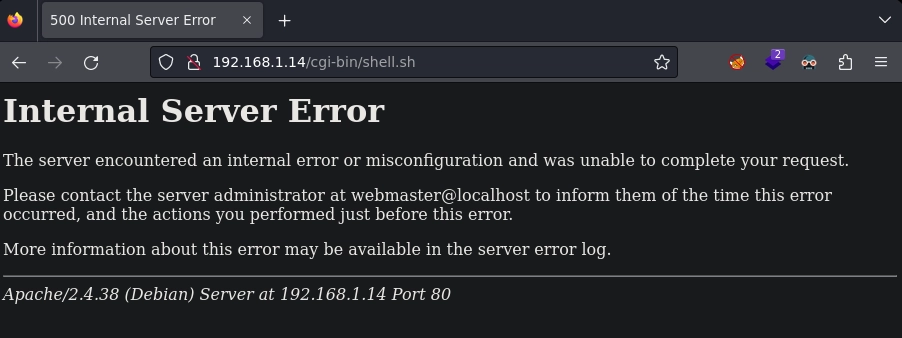 500 Internal Server Error
192.168.1.14/cgi-bin/shell.sh
2
Internal Server Error
The server encountered an internal error or misconfiguration and was unable to complete your request.
Please contact the server administrator at webmaster@localhost to inform them of the time this error
occurred, and the actions you performed just before this error.
More information about this error may be available in the server error log.
Apache/2.4.38 (Debian) Server at 192.168.1.14 Port 80